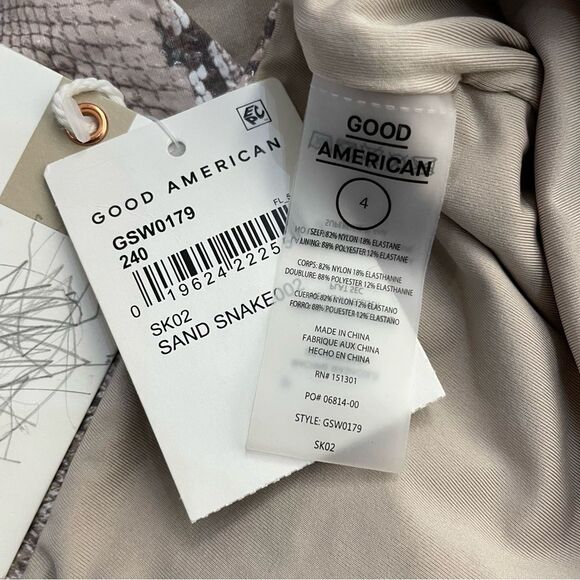 GOOD AMERICAN
GSW0179
240
FL_5
0 19624 2225
SK02
SAND SNAKE
GOOD
AMERICAN
4
SELF: 82% NYLON 18% ELASTANE
LINING: 88% POLYESTER 12% ELASTANE
CORPS: 82% NYLON 18% ELASTHANNE
DOUBLURE: 88% POLYESTER 12% ELASTHANNE
CUERPO: 82% NYLON 12% ELASTANO
FORRO: 88% POLIESTER 12% ELASTANO
MADE IN CHINA
FABRIQUE AUX CHINA
HECHO EN CHINA
RN# 151301
PO# 06814-00
STYLE: GSW0179
SK02